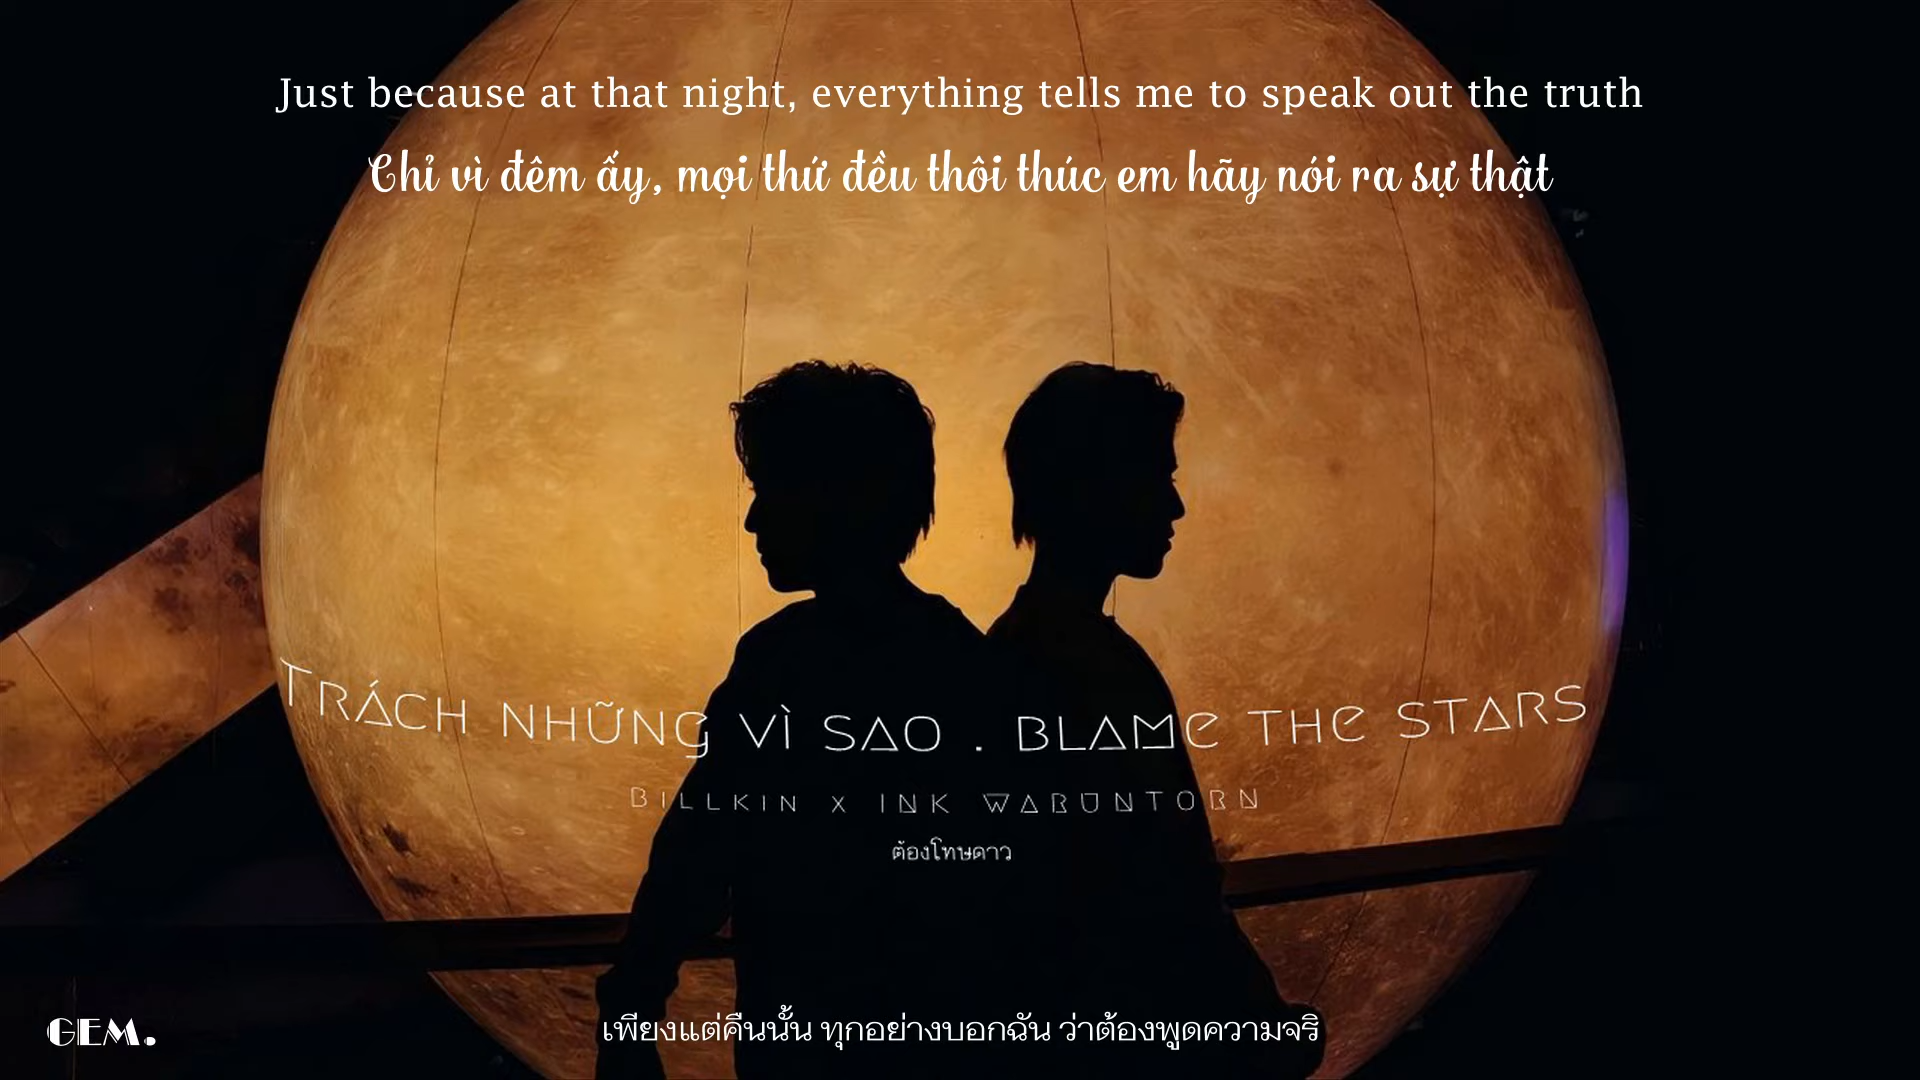 Just because at that night, everything tells me to speak out the truth
Chỉ vì đêm ấy, mọi thứ đều thôi thúc em hãy nói ra sự thật
TRÁCH NHỮNG VÌ SAO . BLAME THE STARS
BILLKIN X INK WARUNTORN
ต้องโทษดาว
เพียงแต่คืนนั้น ทุกอย่างบอกฉัน ว่าต้องพูดความจริ
GEM.